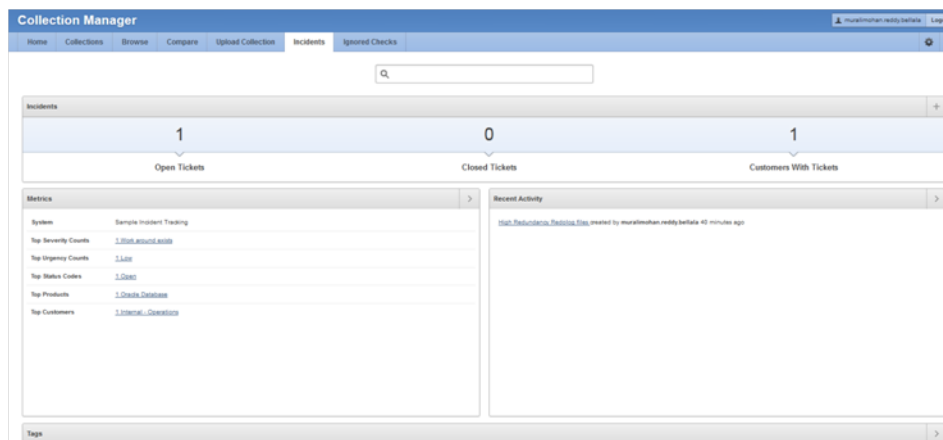 Collection Manager
muralimohan.reddy.bellala
Home Collections Browse Compare Upload Collection Incidents Ignored Checks
Incidents
1 0 1
Open Tickets Closed Tickets Customers With Tickets
Metrics
System Sample Incident Tracking
Top Severity Counts 1 Work around exists
Top Urgency Counts 1 Low
Top Status Codes 1 Open
Top Products 1 Oracle Database
Top Customers 1 Internal - Operations
Recent Activity
High Redundancy Redolog files created by muralimohan.reddy.bellala 40 minutes ago
Tags